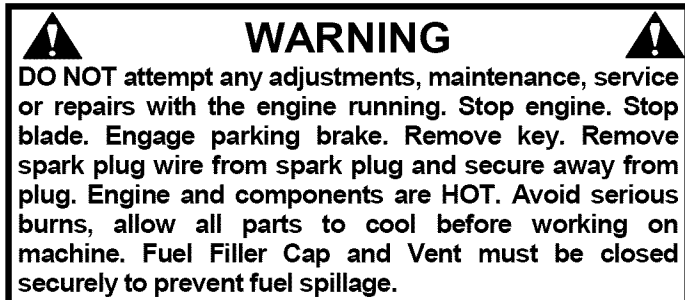 WARNING
DO NOT attempt any adjustments, maintenance, service
or repairs with the engine running. Stop engine. Stop
blade. Engage parking brake. Remove key. Remove
spark plug wire from spark plug and secure away from
plug. Engine and components are HOT. Avoid serious
burns, allow all parts to cool before working on
machine. Fuel Filler Cap and Vent must be closed
securely to prevent fuel spillage.